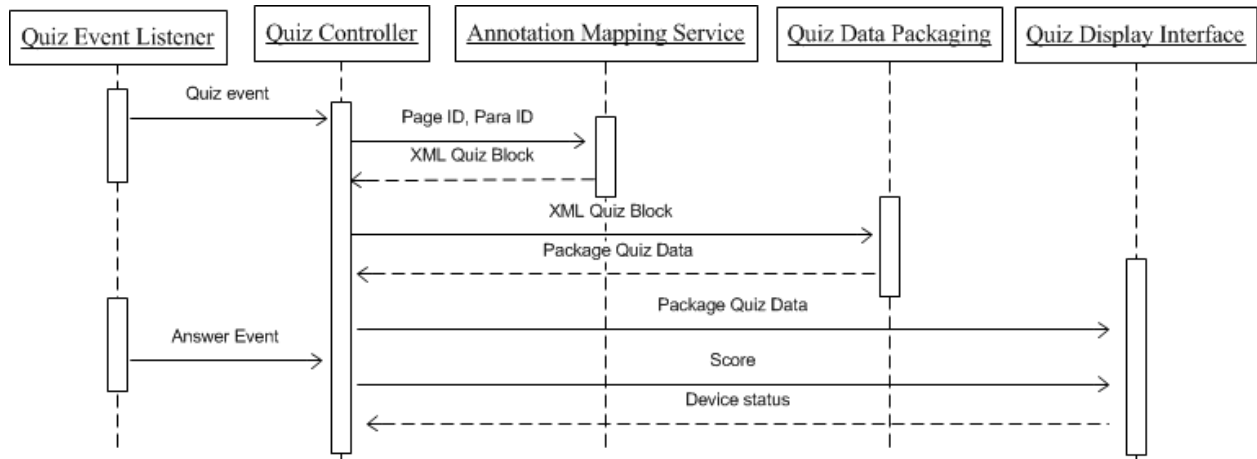 Quiz Event Listener
Quiz Controller
Annotation Mapping Service
Quiz Data Packaging
Quiz Display Interface
Quiz event
Page ID, Para ID
XML Quiz Block
XML Quiz Block
Package Quiz Data
Package Quiz Data
Answer Event
Score
Device status